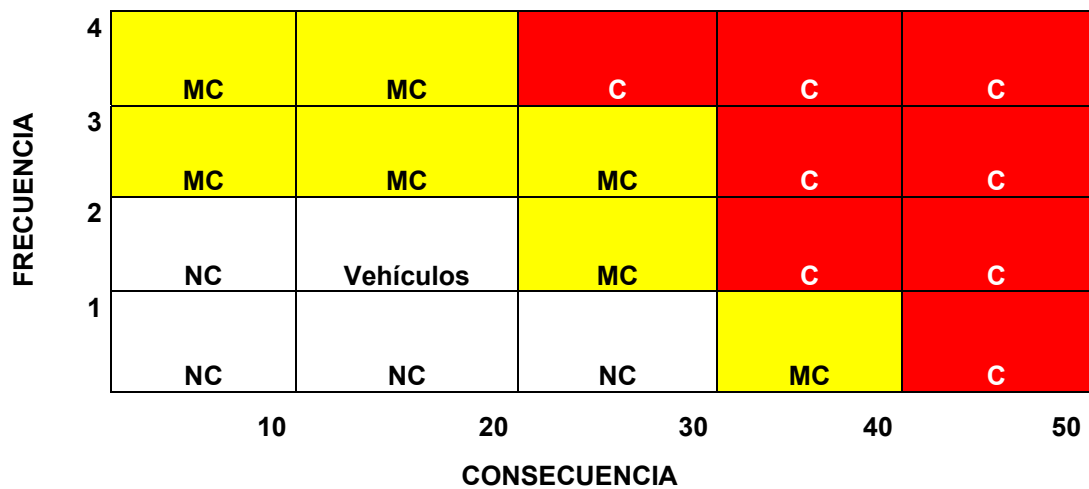 4
MC MC C C C
3
MC MC MC C C
2
NC Vehículos MC C C
1
NC NC NC MC C
10 20 30 40 50
CONSECUENCIA
FRECUENCIA